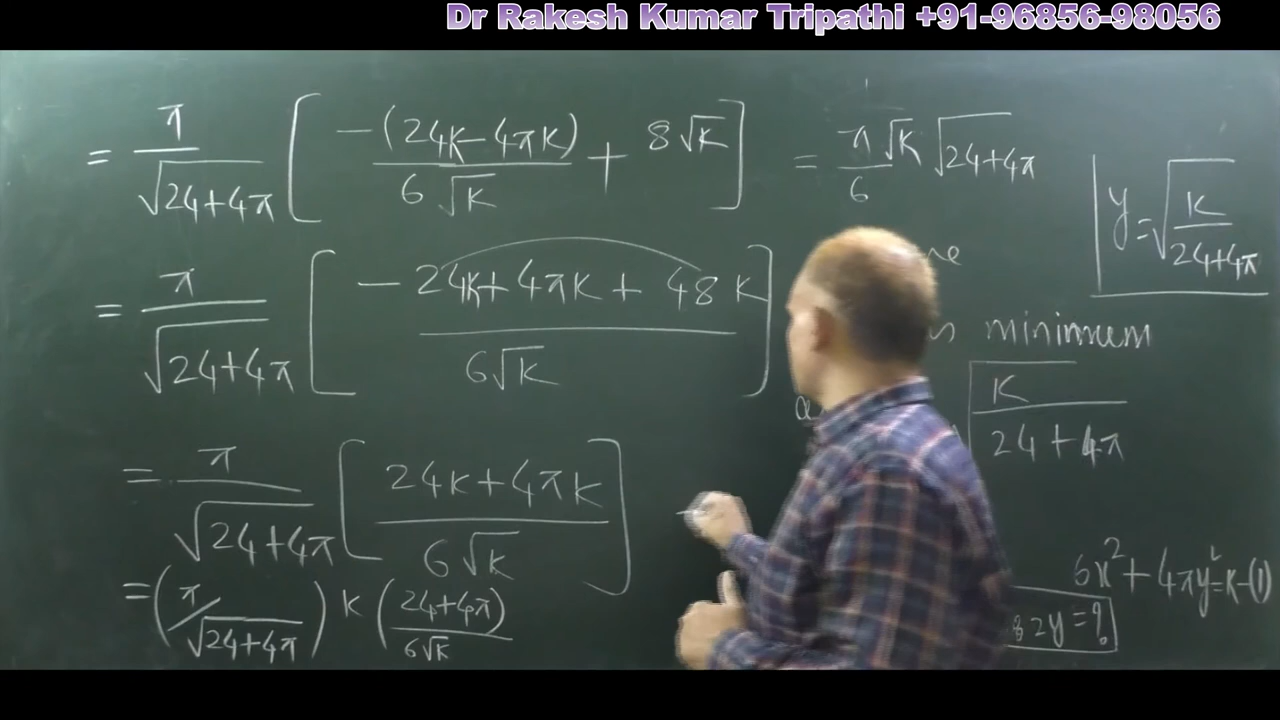 Dr Rakesh Kumar Tripathi +91-96856-98056
= π/√(24+4π) [ -(24K-4πK)/6√K + 8√K ] = π√K/6 √(24+4π)
y=√(K/(24+4π))
= π/√(24+4π) [ (-24K+4πK+48K)/6√K ]
minimum
√(K/(24+4π))
= π/√(24+4π) [ (24K+4πK)/6√K ]
6x²+4πy²=K-(1)
= (π/√(24+4π)) K ((24+4π)/6√K)
2y=?